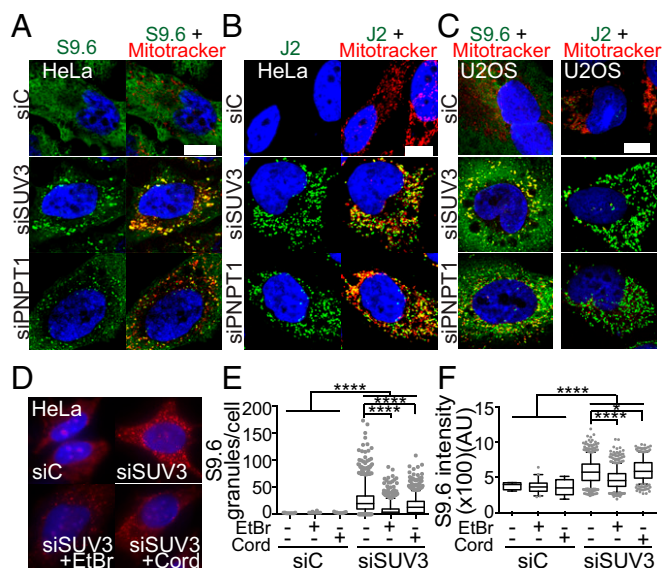 A
S9.6
S9.6 +
Mitotracker
HeLa
siC
siSUV3
siPNPT1
B
J2
J2 +
Mitotracker
HeLa
siC
siSUV3
siPNPT1
C
S9.6 +
Mitotracker
J2 +
Mitotracker
U2OS
U2OS
siC
siSUV3
siPNPT1
D
HeLa
siC
siSUV3
siSUV3
+EtBr
siSUV3
+Cord
E
S9.6
granules/cell
200
150
100
50
0
****
****
****
EtBr - + - - + -
Cord - - + - - +
siC
siSUV3
F
S9.6 intensity
(x100)(AU)
15
10
5
0
****
*
****
EtBr - + - - + -
Cord - - + - - +
siC
siSUV3